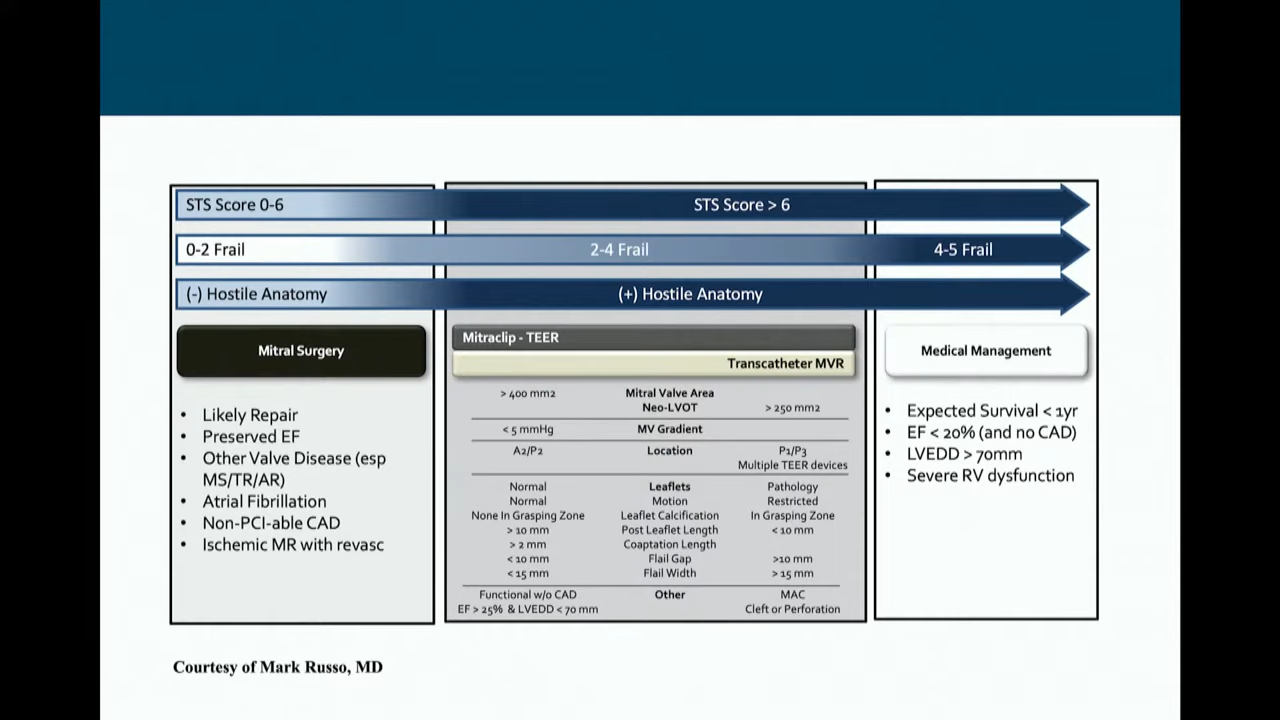 STS Score 0-6 STS Score > 6
0-2 Frail 2-4 Frail 4-5 Frail
(-) Hostile Anatomy (+) Hostile Anatomy
Mitral Surgery
• Likely Repair
• Preserved EF
• Other Valve Disease (esp
MS/TR/AR)
• Atrial Fibrillation
• Non-PCI-able CAD
• Ischemic MR with revasc
Mitraclip - TEER
Transcatheter MVR
> 400 mm2 Mitral Valve Area
Neo-LVOT > 250 mm2
< 5 mmHg MV Gradient
A2/P2 Location P1/P3
Multiple TEER devices
Normal Leaflets Pathology
Normal Motion Restricted
None In Grasping Zone Leaflet Calcification In Grasping Zone
> 10 mm Post Leaflet Length < 10 mm
> 2 mm Coaptation Length
< 10 mm Flail Gap >10 mm
< 15 mm Flail Width > 15 mm
Functional w/o CAD Other MAC
EF > 25% & LVEDD < 70 mm Cleft or Perforation
Medical Management
• Expected Survival < 1yr
• EF < 20% (and no CAD)
• LVEDD > 70mm
• Severe RV dysfunction
Courtesy of Mark Russo, MD